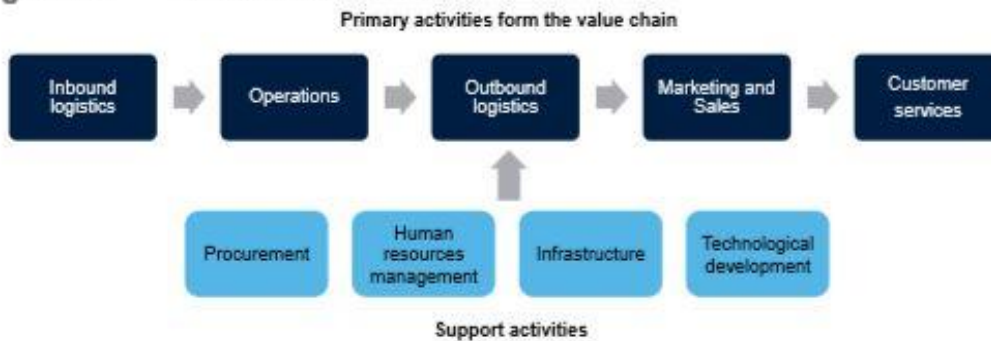 Primary activities form the value chain
Inbound
logistics
Operations
Outbound
logistics
Marketing and
Sales
Customer
services
Procurement
Human
resources
management
Infrastructure
Technological
development
Support activities